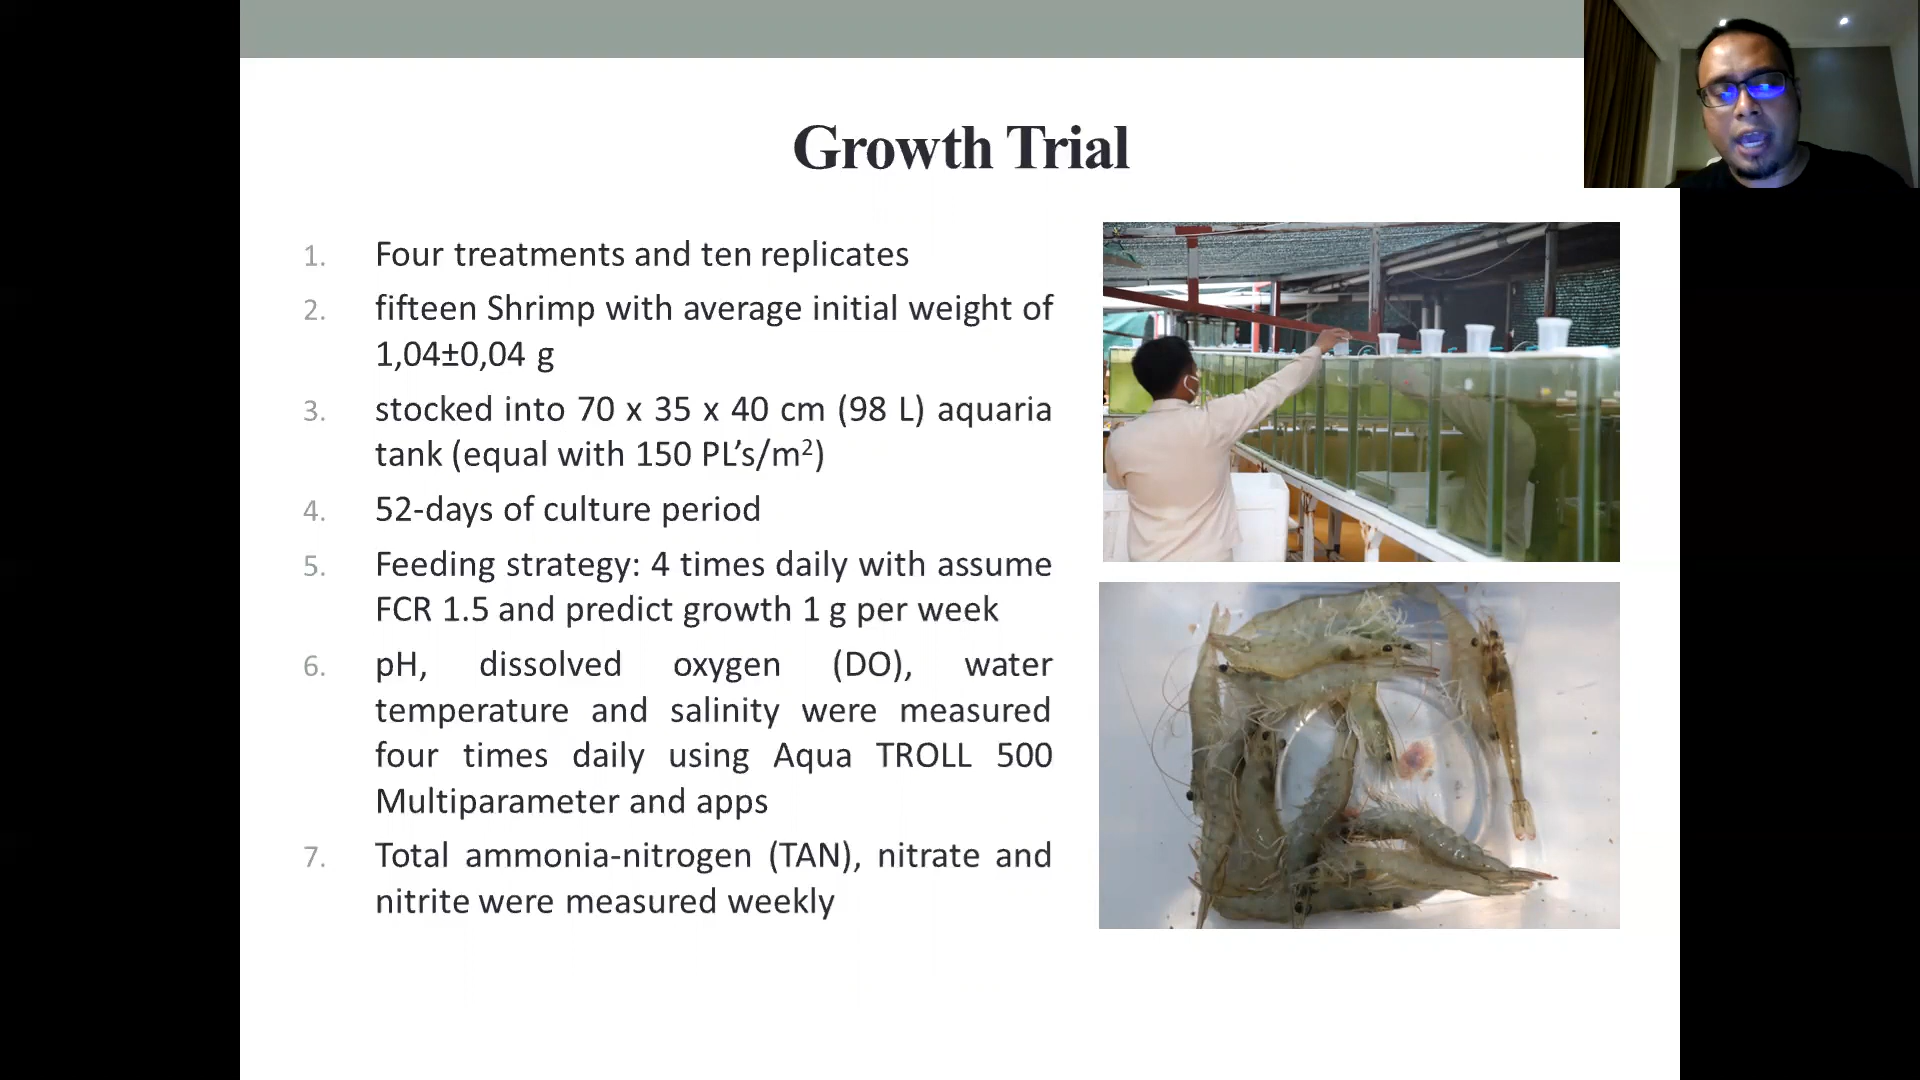 Growth Trial
1. Four treatments and ten replicates
2. fifteen Shrimp with average initial weight of
1,04±0,04 g
3. stocked into 70 x 35 x 40 cm (98 L) aquaria
tank (equal with 150 PL’s/m²)
4. 52-days of culture period
5. Feeding strategy: 4 times daily with assume
FCR 1.5 and predict growth 1 g per week
6. pH, dissolved oxygen (DO), water
temperature and salinity were measured
four times daily using Aqua TROLL 500
Multiparameter and apps
7. Total ammonia-nitrogen (TAN), nitrate and
nitrite were measured weekly